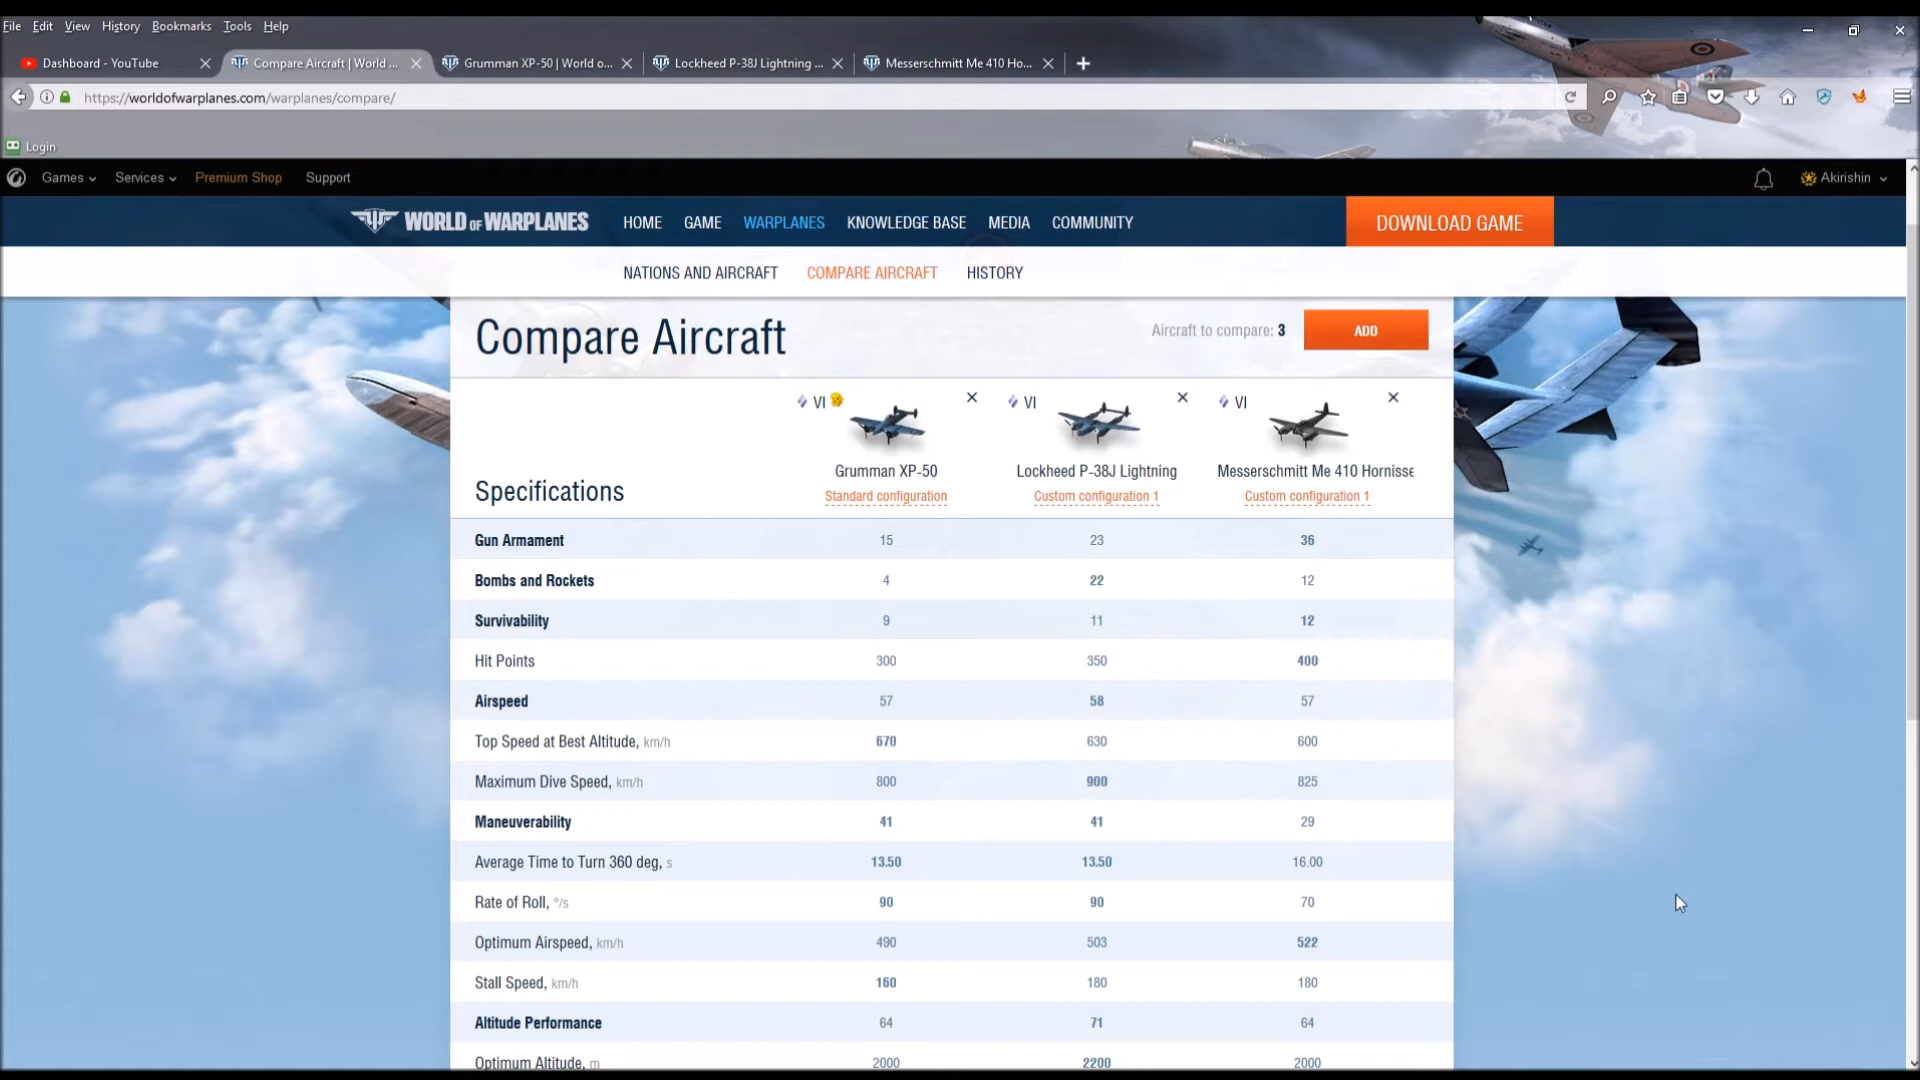 File Edit View History Bookmarks Tools Help
Dashboard - YouTube
Compare Aircraft | World ...
Grumman XP-50 | World o...
Lockheed P-38J Lightning ...
Messerschmitt Me 410 Ho...
https://worldofwarplanes.com/warplanes/compare/
Login
Games Services Premium Shop Support Akirishin
WORLD OF WARPLANES HOME GAME WARPLANES KNOWLEDGE BASE MEDIA COMMUNITY DOWNLOAD GAME
NATIONS AND AIRCRAFT COMPARE AIRCRAFT HISTORY
Compare Aircraft Aircraft to compare: 3 ADD
VI VI VI
Grumman XP-50 Lockheed P-38J Lightning Messerschmitt Me 410 Hornisse
Specifications Standard configuration Custom configuration 1 Custom configuration 1
Gun Armament 15 23 36
Bombs and Rockets 4 22 12
Survivability 9 11 12
Hit Points 300 350 400
Airspeed 57 58 57
Top Speed at Best Altitude, km/h 670 630 600
Maximum Dive Speed, km/h 800 900 825
Maneuverability 41 41 29
Average Time to Turn 360 deg, s 13.50 13.50 16.00
Rate of Roll, °/s 90 90 70
Optimum Airspeed, km/h 490 503 522
Stall Speed, km/h 160 180 180
Altitude Performance 64 71 64
Optimum Altitude, m 2000 2200 2000